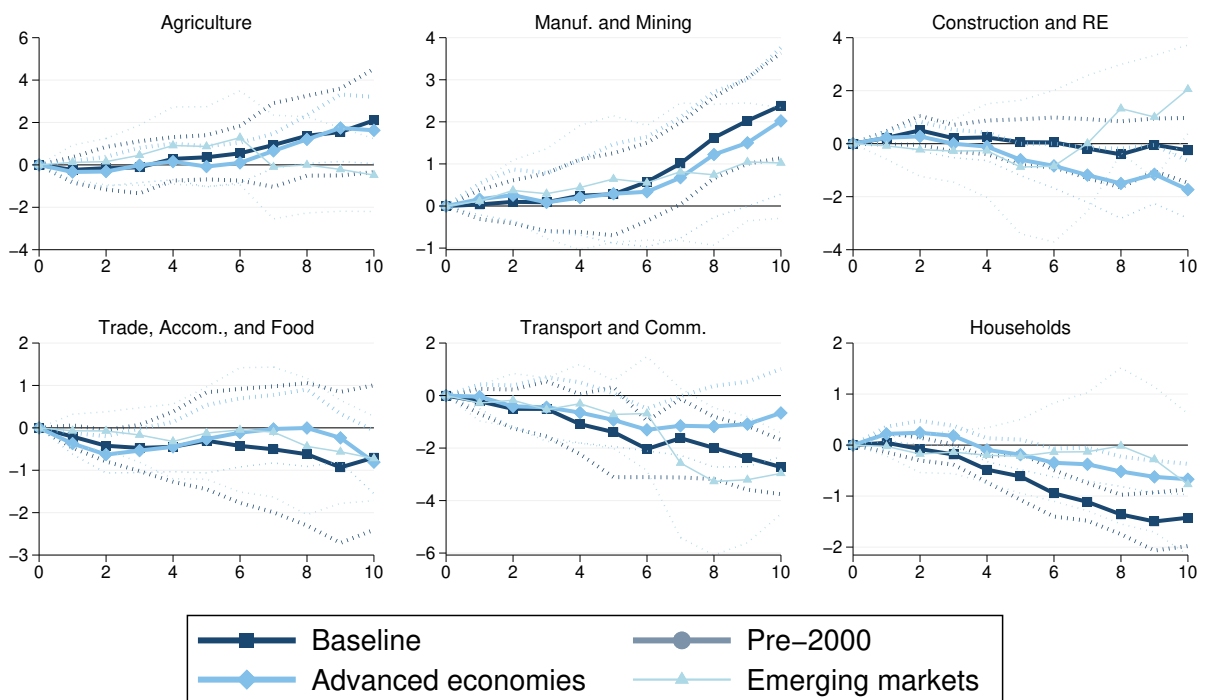 Agriculture
6
4
2
0
−2
−4
0 2 4 6 8 10
Manuf. and Mining
4
3
2
1
0
−1
0 2 4 6 8 10
Construction and RE
4
2
0
−2
−4
0 2 4 6 8 10
Trade, Accom., and Food
2
1
0
−1
−2
−3
0 2 4 6 8 10
Transport and Comm.
2
0
−2
−4
−6
0 2 4 6 8 10
Households
2
1
0
−1
−2
0 2 4 6 8 10
Baseline
Pre−2000
Advanced economies
Emerging markets